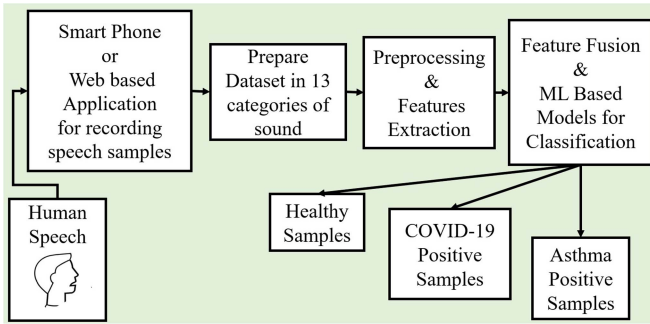 Smart Phone
or
Web based
Application
for recording
speech samples
Prepare
Dataset in 13
categories of
sound
Preprocessing
&
Features
Extraction
Feature Fusion
&
ML Based
Models for
Classification
Human
Speech
Healthy
Samples
COVID-19
Positive
Samples
Asthma
Positive
Samples